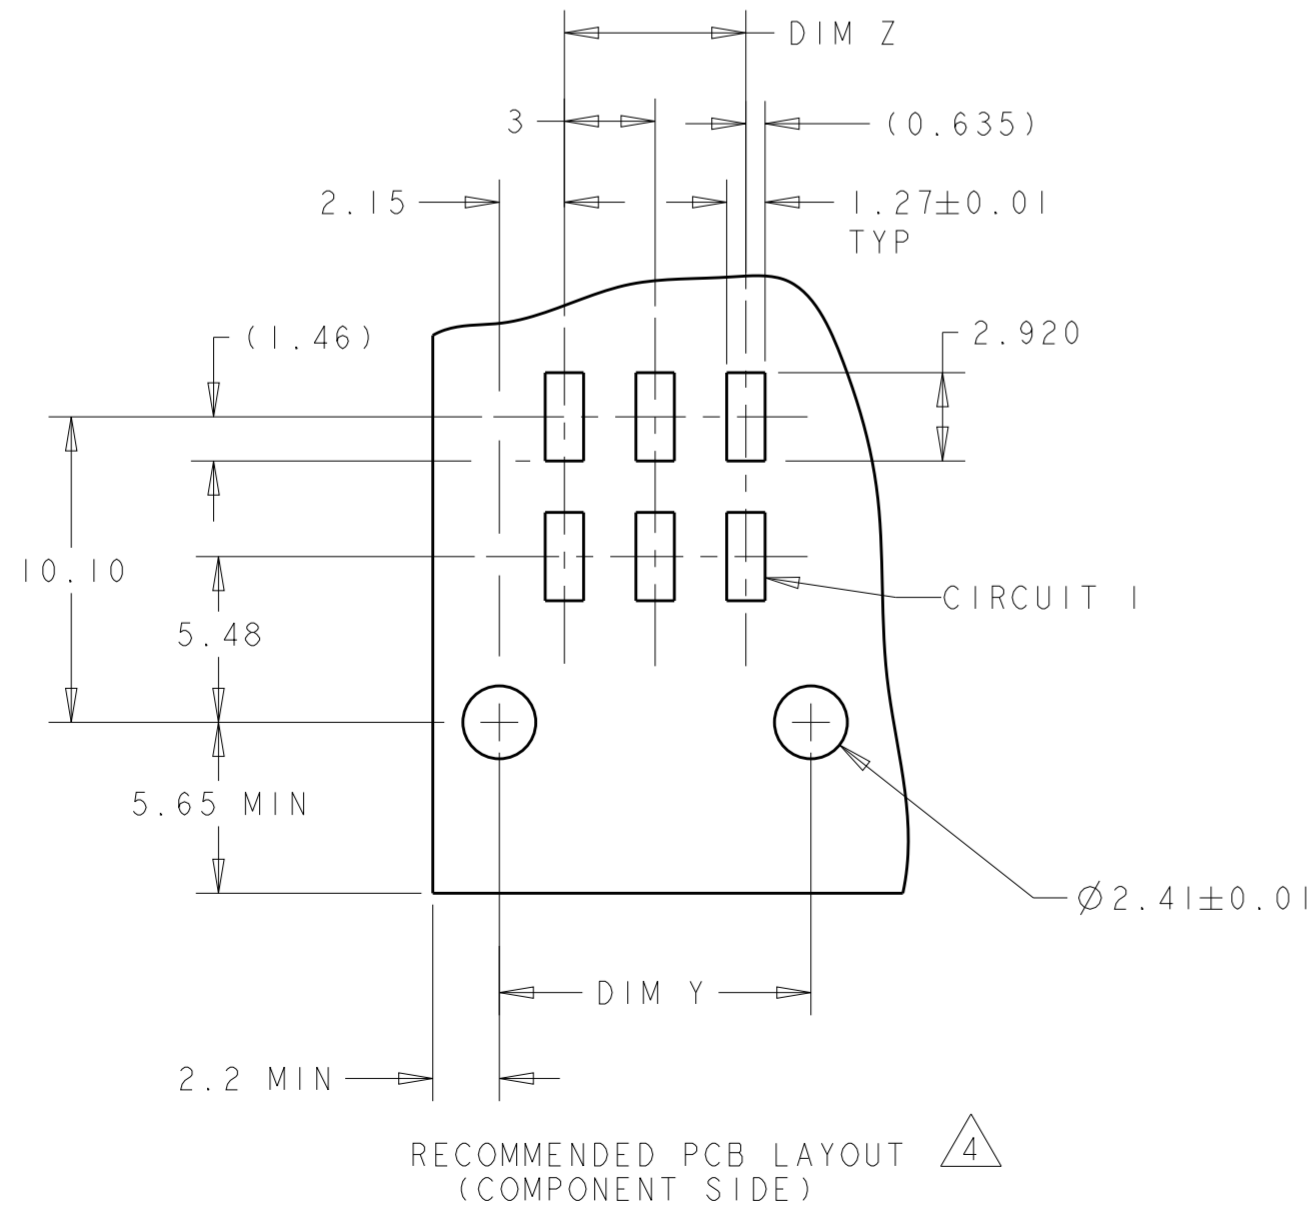 DIM Z
3
(0.635)
2.15
1.27±0.01
TYP
(1.46)
2.920
10.10
CIRCUIT 1
5.48
5.65 MIN
Ø2.41±0.01
DIM Y
2.2 MIN
RECOMMENDED PCB LAYOUT
4
(COMPONENT SIDE)